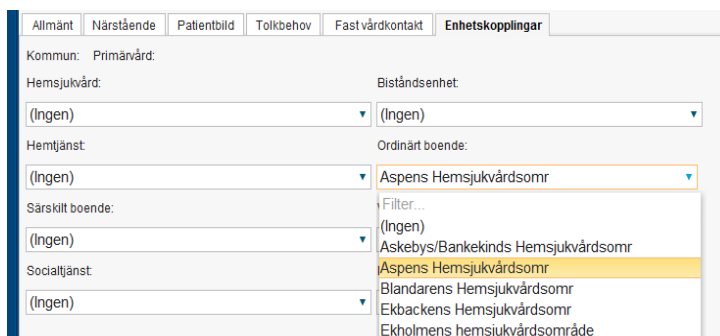 Allmänt Närstående Patientbild Tolkbehov Fast vårdkontakt Enhetskopplingar
Kommun: Primärvård:
Hemsjukvård: Biståndsenhet:
(Ingen) (Ingen)
Hemtjänst: Ordinärt boende:
(Ingen) Aspens Hemsjukvårdsomr
Särskilt boende: Filter...
(Ingen)
(Ingen) Askebys/Bankekinds Hemsjukvårdsomr
Socialtjänst: Aspens Hemsjukvårdsomr
Blandarens Hemsjukvårdsomr
(Ingen) Ekbackens Hemsjukvårdsomr
Ekholmens hemsjukvårdsområde